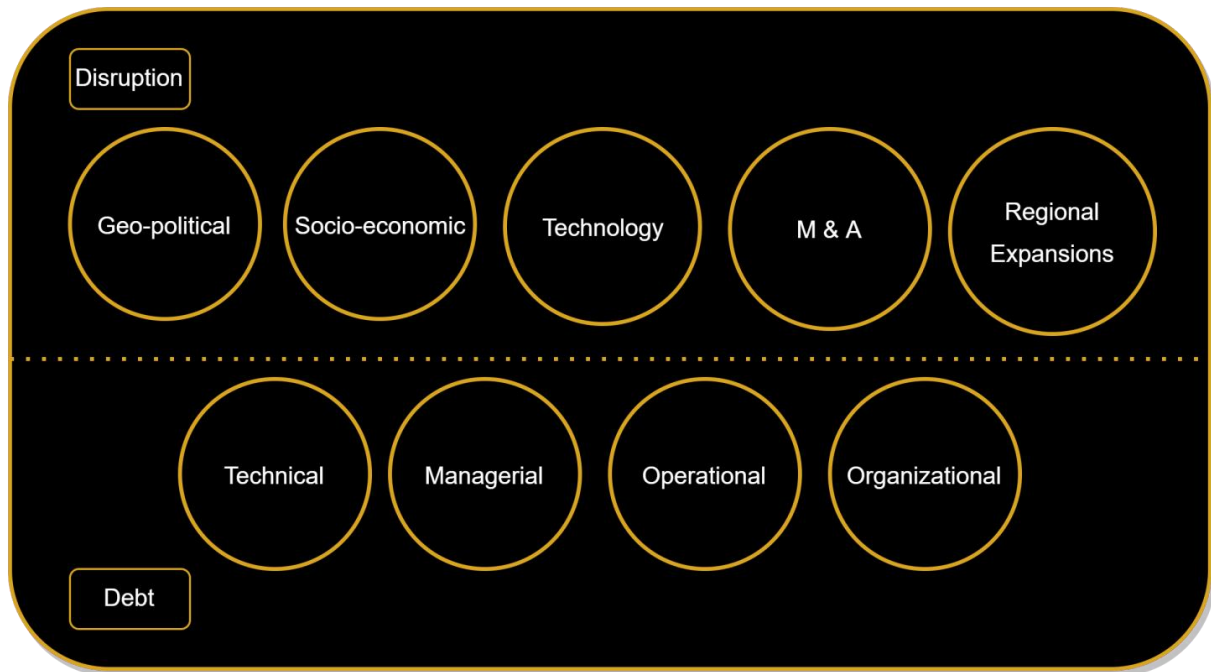 Disruption
Geo-political
Socio-economic
Technology
M & A
Regional
Expansions
Technical
Managerial
Operational
Organizational
Debt